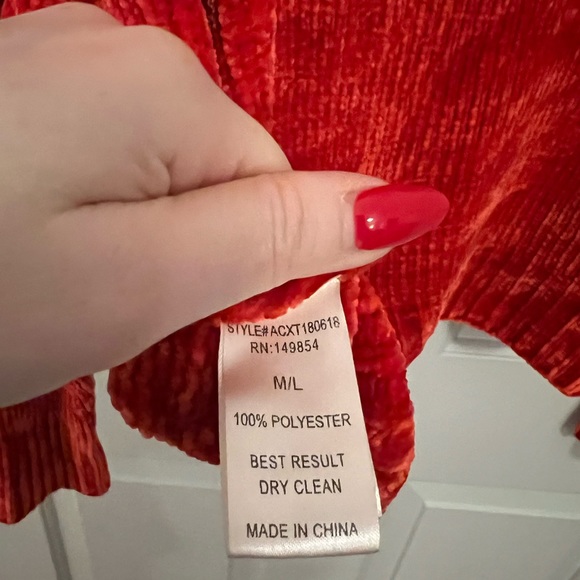 STYLE#ACXT180618
RN:149854
M/L
100% POLYESTER
BEST RESULT
DRY CLEAN
MADE IN CHINA